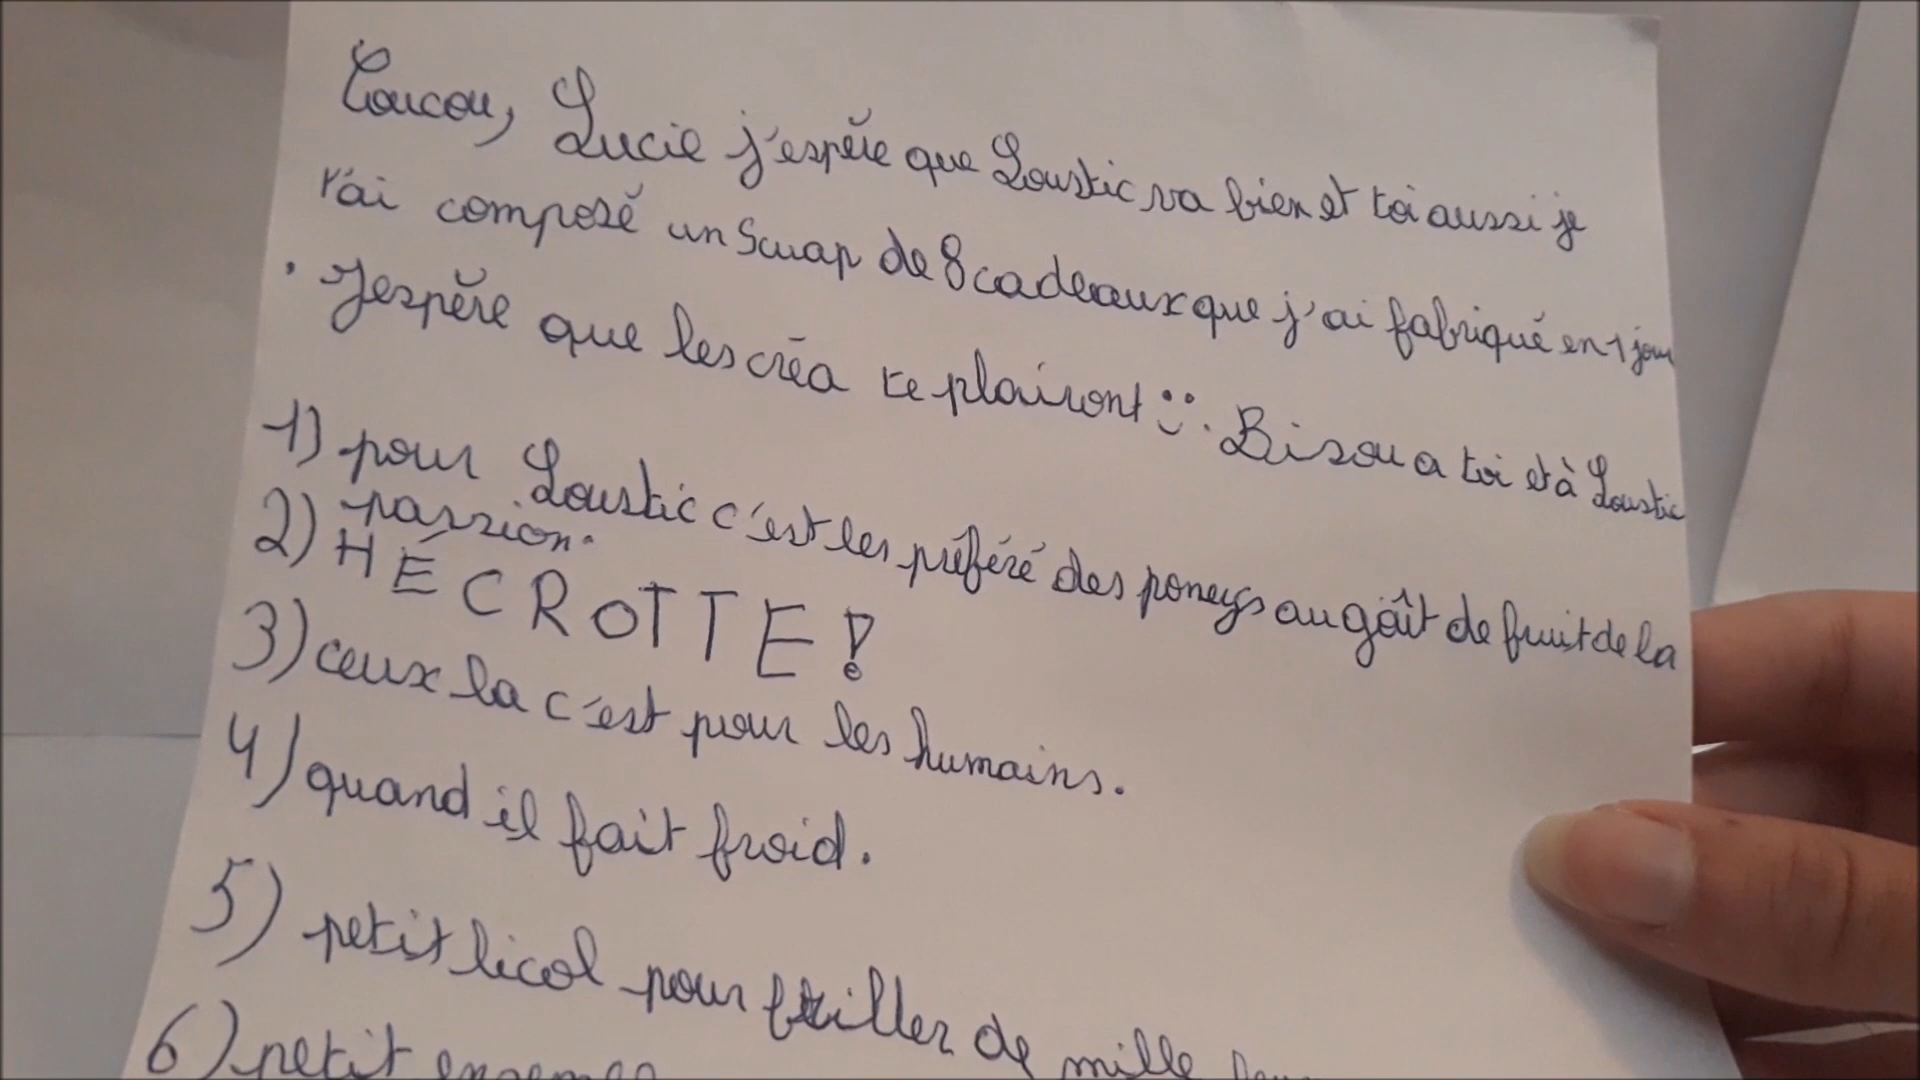 Coucou, Lucie j'espère que Loustic va bien et toi aussi je
t'ai composé un Swap de 8 cadeaux que j'ai fabriqué en 1 jour
. J'espère que les créa te plairont :). Bisou a toi et à Loustic
1) pour Loustic c'est les préféré des poneys au goût de fruit de la
passion.
2) HÉCROTTE!
3) ceux la c'est pour les humains.
4) quand il fait froid.
5) petit licol pour briller de mille
6) petit